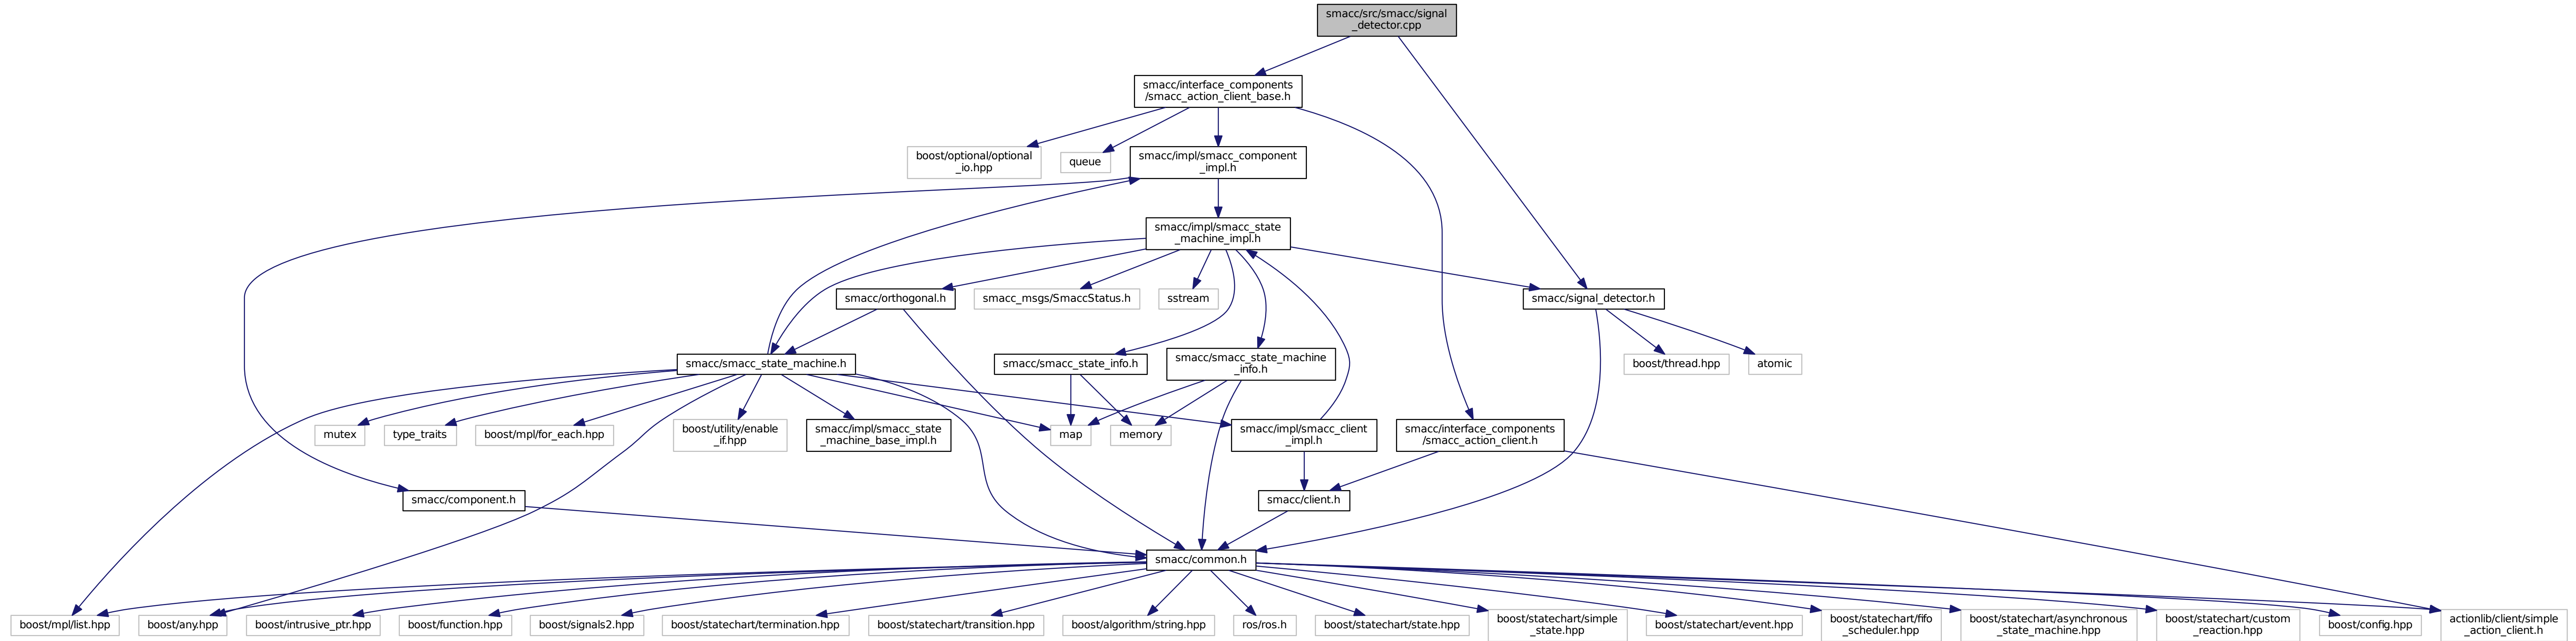 smacc/src/smacc/signal
_detector.cpp
smacc/interface_components
/smacc_action_client_base.h
boost/optional/optional
_io.hpp
queue
smacc/impl/smacc_component
_impl.h
smacc/impl/smacc_state
_machine_impl.h
smacc/orthogonal.h
smacc_msgs/SmaccStatus.h
sstream
smacc/signal_detector.h
smacc/smacc_state_machine.h
smacc/smacc_state_info.h
smacc/smacc_state_machine
_info.h
boost/thread.hpp
atomic
mutex
type_traits
boost/mpl/for_each.hpp
boost/utility/enable
_if.hpp
smacc/impl/smacc_state
_machine_base_impl.h
map
memory
smacc/impl/smacc_client
_impl.h
smacc/interface_components
/smacc_action_client.h
smacc/component.h
smacc/client.h
smacc/common.h
boost/mpl/list.hpp
boost/any.hpp
boost/intrusive_ptr.hpp
boost/function.hpp
boost/signals2.hpp
boost/statechart/termination.hpp
boost/statechart/transition.hpp
boost/algorithm/string.hpp
ros/ros.h
boost/statechart/state.hpp
boost/statechart/simple
_state.hpp
boost/statechart/event.hpp
boost/statechart/fifo
_scheduler.hpp
boost/statechart/asynchronous
_state_machine.hpp
boost/statechart/custom
_reaction.hpp
boost/config.hpp
actionlib/client/simple
_action_client.h